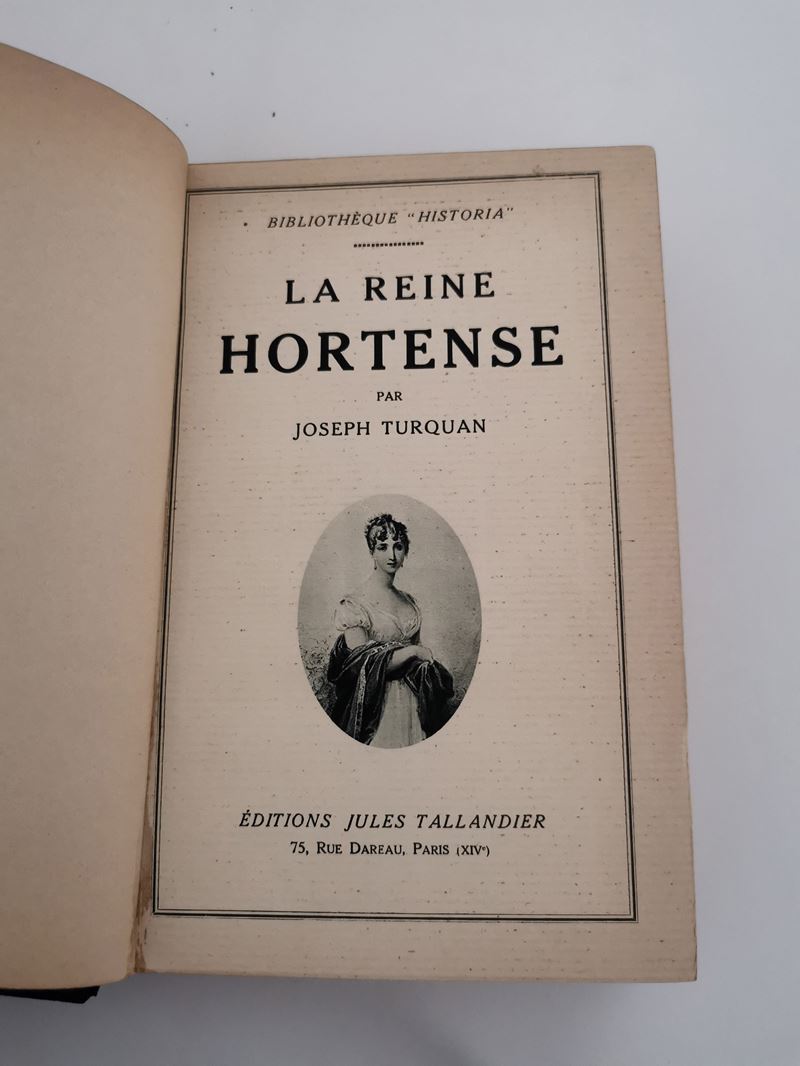 BIBLIOTHÈQUE "HISTORIA"
LA REINE
HORTENSE
PAR
JOSEPH TURQUAN
ÉDITIONS JULES TALLANDIER
75, RUE DAREAU, PARIS (XIVe)